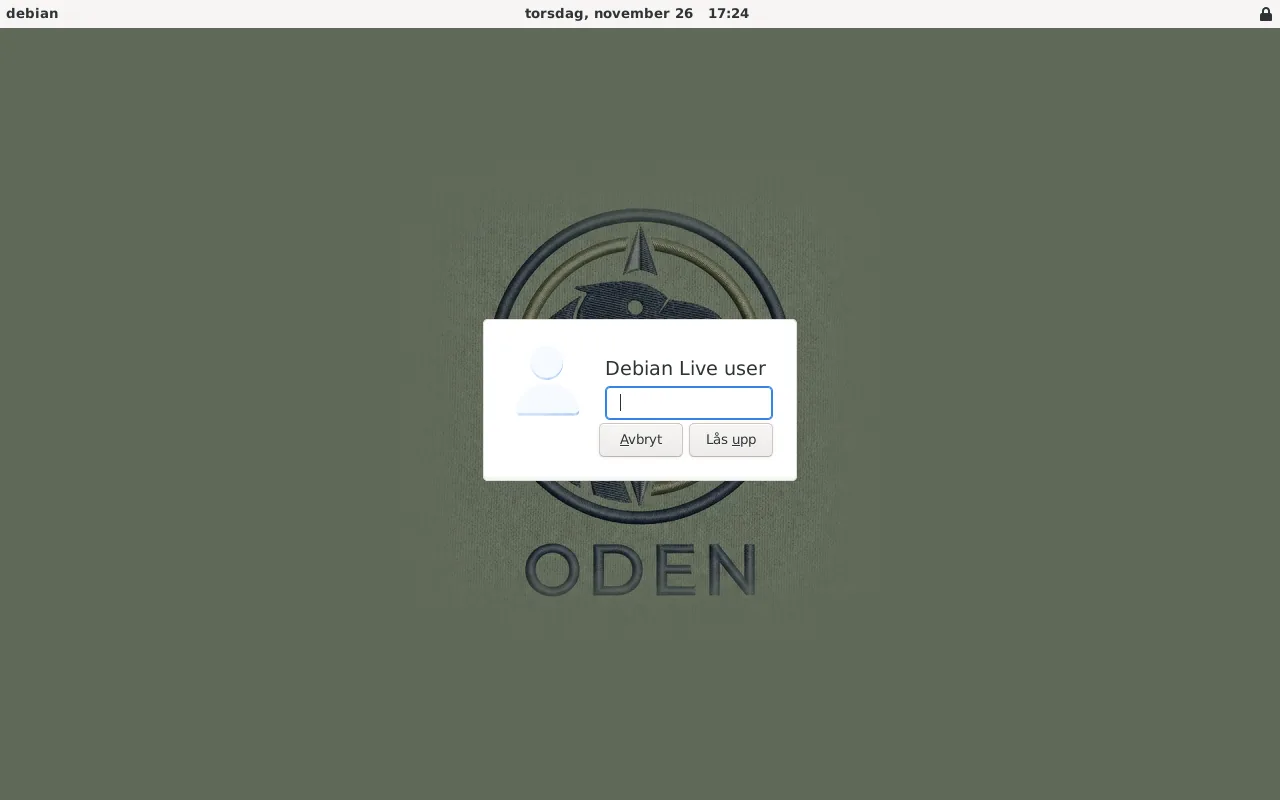 debian
torsdag, november 26 17:24
Debian Live user
Avbryt
Lås upp
ODEN